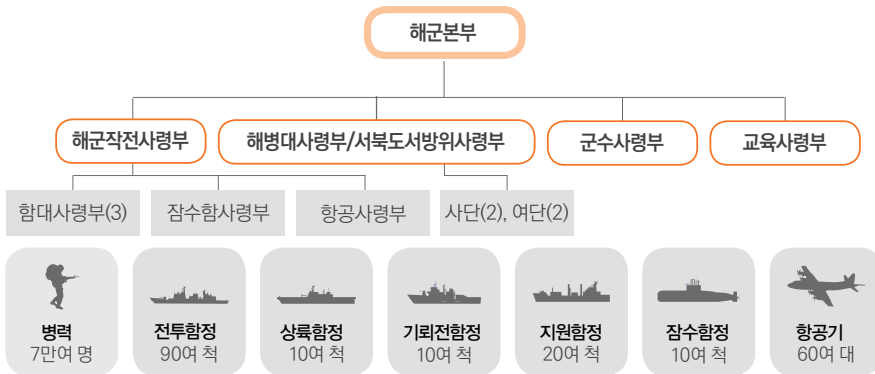 해군본부
해군작전사령부
해병대사령부/서북도서방위사령부
군수사령부
교육사령부
함대사령부(3)
잠수함사령부
항공사령부
사단(2), 여단(2)
병력
7만여 명
전투함정
90여 척
상륙함정
10여 척
기뢰전함정
10여 척
지원함정
20여 척
잠수함정
10여 척
항공기
60여 대